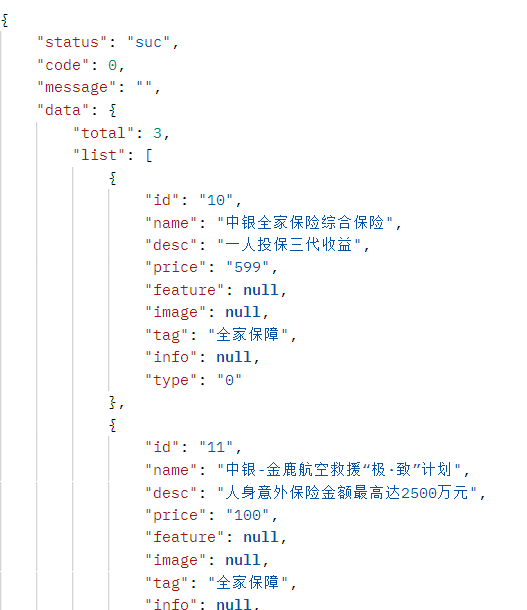 {
"status": "suc",
"code": 0,
"message": "",
"data": {
"total": 3,
"list": [
{
"id": "10",
"name": "中银全家保险综合保险",
"desc": "一人投保三代收益",
"price": "599",
"feature": null,
"image": null,
"tag": "全家保障",
"info": null,
"type": "0"
},
{
"id": "11",
"name": "中银-金鹿航空救援“极·致”计划",
"desc": "人身意外保险金额最高达2500万元",
"price": "100",
"feature": null,
"image": null,
"tag": "全家保障",
"info": null,